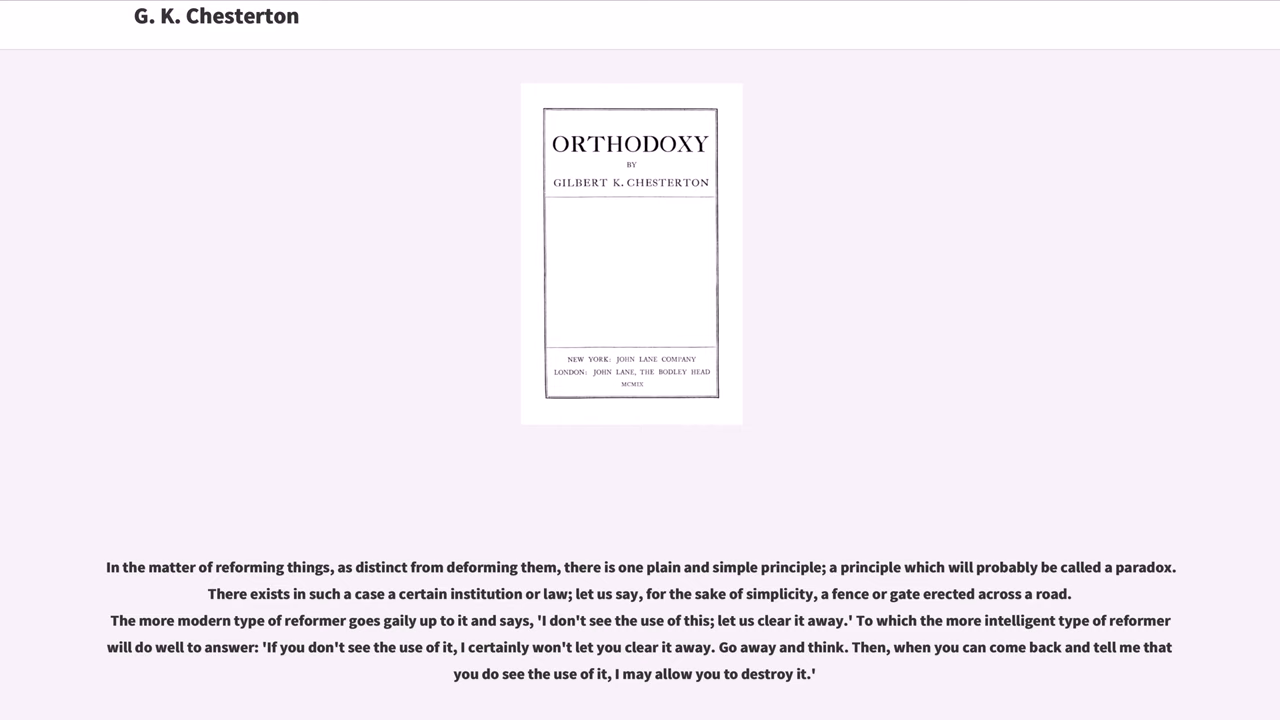 G. K. Chesterton
ORTHODOXY
BY
GILBERT K. CHESTERTON
NEW YORK: JOHN LANE COMPANY
LONDON: JOHN LANE, THE BODLEY HEAD
MCMIX
In the matter of reforming things, as distinct from deforming them, there is one plain and simple principle; a principle which will probably be called a paradox.
There exists in such a case a certain institution or law; let us say, for the sake of simplicity, a fence or gate erected across a road.
The more modern type of reformer goes gaily up to it and says, 'I don't see the use of this; let us clear it away.' To which the more intelligent type of reformer
will do well to answer: 'If you don't see the use of it, I certainly won't let you clear it away. Go away and think. Then, when you can come back and tell me that
you do see the use of it, I may allow you to destroy it.'